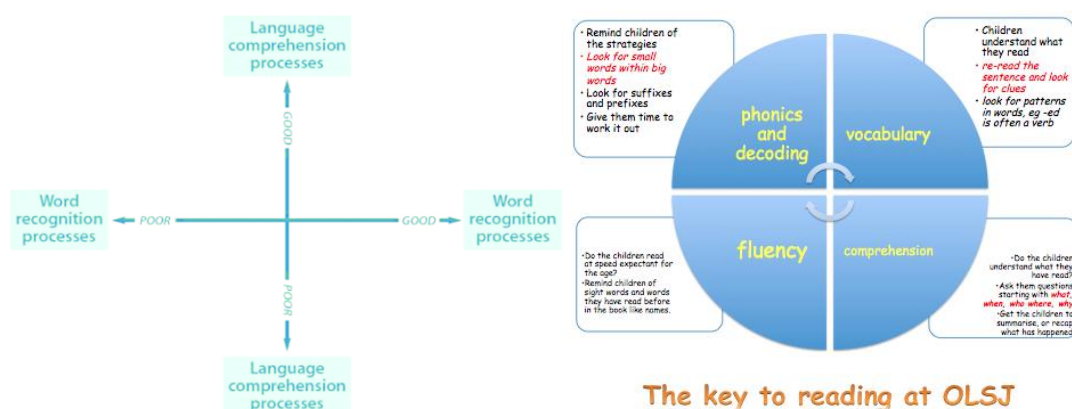 Language
comprehension
processes
GOOD
Word
recognition
processes
POOR
GOOD
Word
recognition
processes
POOR
Language
comprehension
processes
• Remind children of
the strategies
• Look for small
words within big
words
• Look for suffixes
and prefixes
• Give them time to
work it out
• Children
understand what
they read
• re-read the
sentence and look
for clues
• look for patterns
in words, eg -ed
is often a verb
phonics
and
decoding
vocabulary
fluency
comprehension
•Do the children read
at speed expectant for
the age?
•Remind children of
sight words and words
they have read before
in the book like names.
•Do the children
understand what they
have read?
•Ask them questions
starting with what,
when, who where, why
•Get the children to
summarise, or recap
what has happened
The key to reading at OLSJ